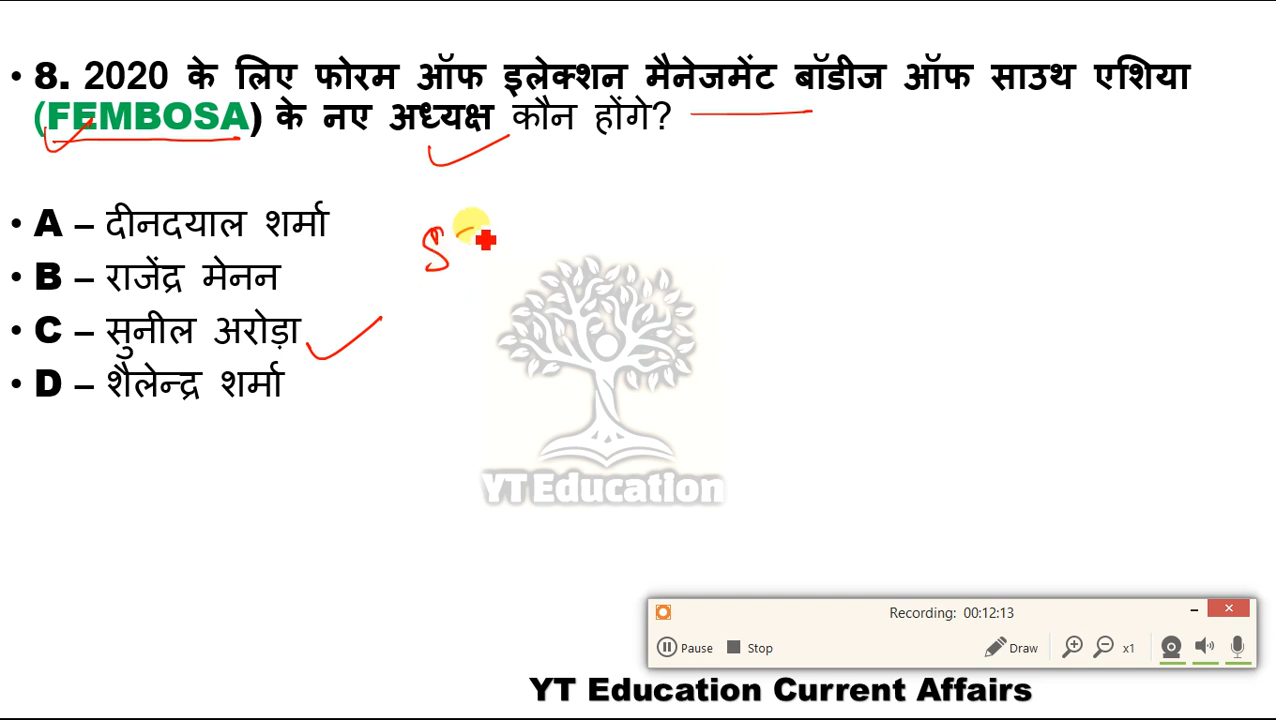 • 8. 2020 के लिए फोरम ऑफ इलेक्शन मैनेजमेंट बॉडीज ऑफ साउथ एशिया
(FEMBOSA) के नए अध्यक्ष कौन होंगे?
• A – दीनदयाल शर्मा
S
• B – राजेंद्र मेनन
• C – सुनील अरोड़ा
• D – शैलेन्द्र शर्मा
YT Education
Recording: 00:12:13
Pause Stop Draw x1
YT Education Current Affairs